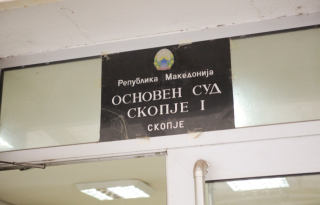 Република Македонија
ОСНОВЕН СУД
СКОПЈЕ I
СКОПЈЕ